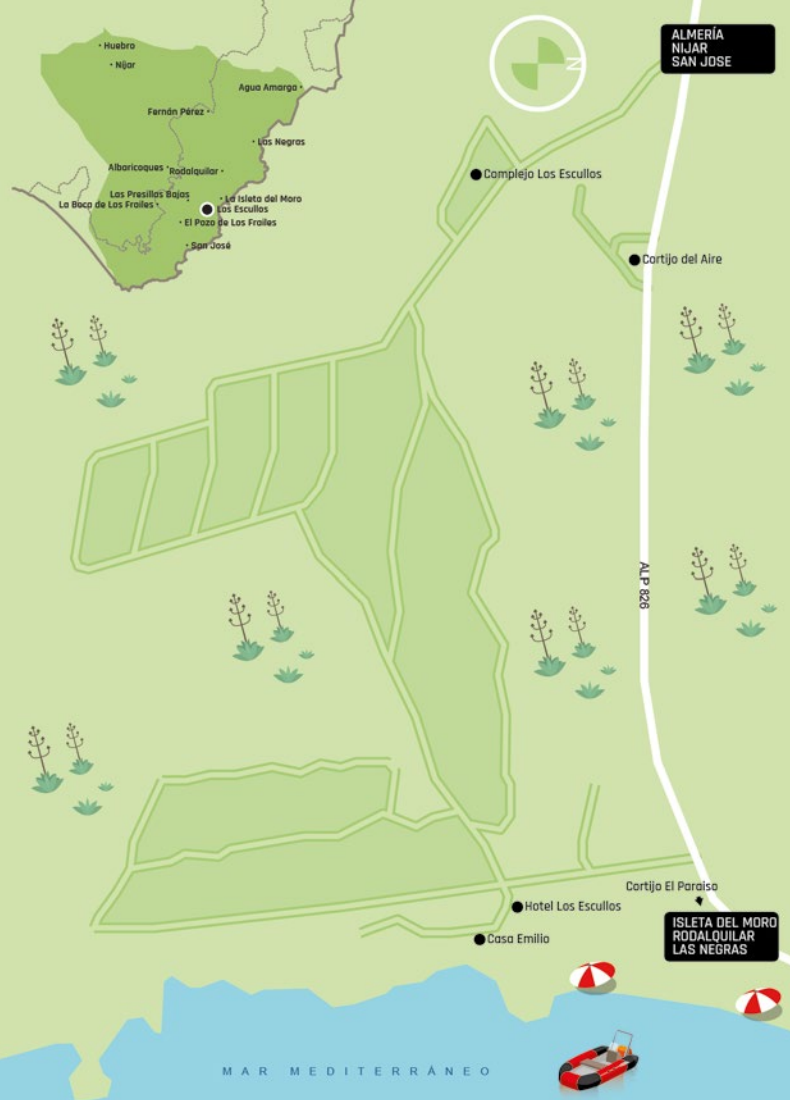 Huebro
Níjar
Agua Amarga
Fernán Pérez
Las Negras
Albaricoques
Rodalquilar
Las Presillas Bajas
La Isleta del Moro
La Boca de Los Frailes
Los Escullos
El Pozo de Los Frailes
San José
N
ALMERÍA
NIJAR
SAN JOSE
Complejo Los Escullos
Cortijo del Aire
ALP 826
Cortijo El Paraiso
Hotel Los Escullos
ISLETA DEL MORO
RODALQUILAR
LAS NEGRAS
Casa Emilio
MAR MEDITERRÁNEO